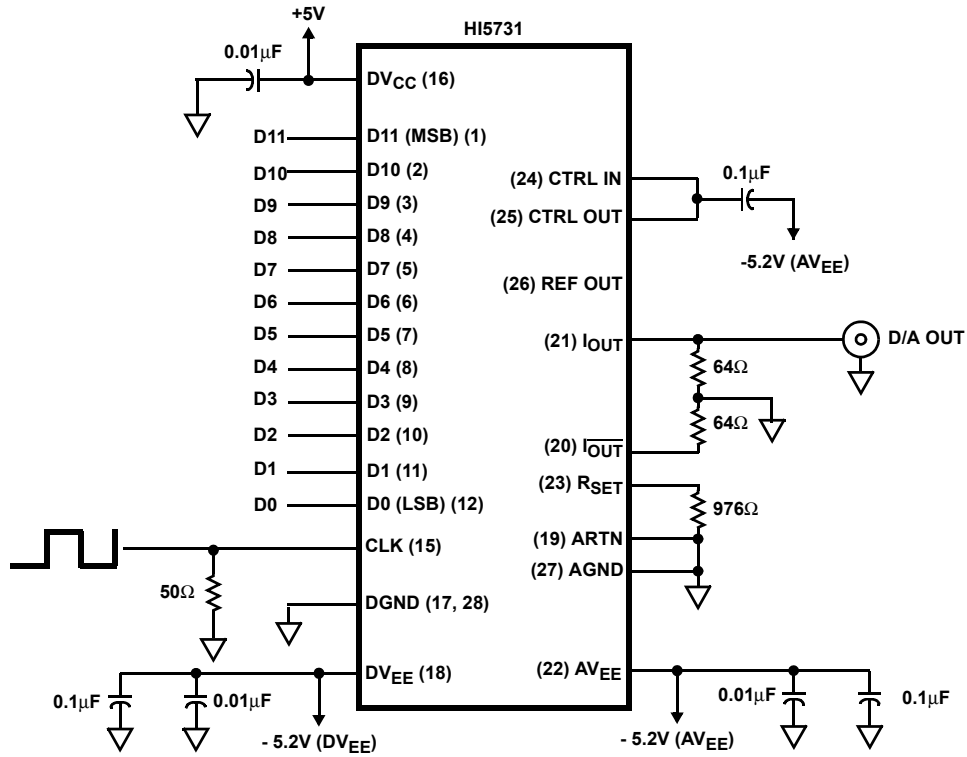 HI5731
+5V
0.01μF
DVCC (16)
D11
D11 (MSB) (1)
D10
D10 (2)
D9
D9 (3)
D8
D8 (4)
D7
D7 (5)
D6
D6 (6)
D5
D5 (7)
D4
D4 (8)
D3
D3 (9)
D2
D2 (10)
D1
D1 (11)
D0
D0 (LSB) (12)
CLK (15)
50Ω
DGND (17, 28)
DVEE (18)
0.1μF
0.01μF
- 5.2V (DVEE)
(24) CTRL IN
(25) CTRL OUT
0.1μF
-5.2V (AVEE)
(26) REF OUT
(21) IOUT
D/A OUT
64Ω
64Ω
(20) I̅O̅U̅T̅
(23) RSET
976Ω
(19) ARTN
(27) AGND
(22) AVEE
- 5.2V (AVEE)
0.01μF
0.1μF